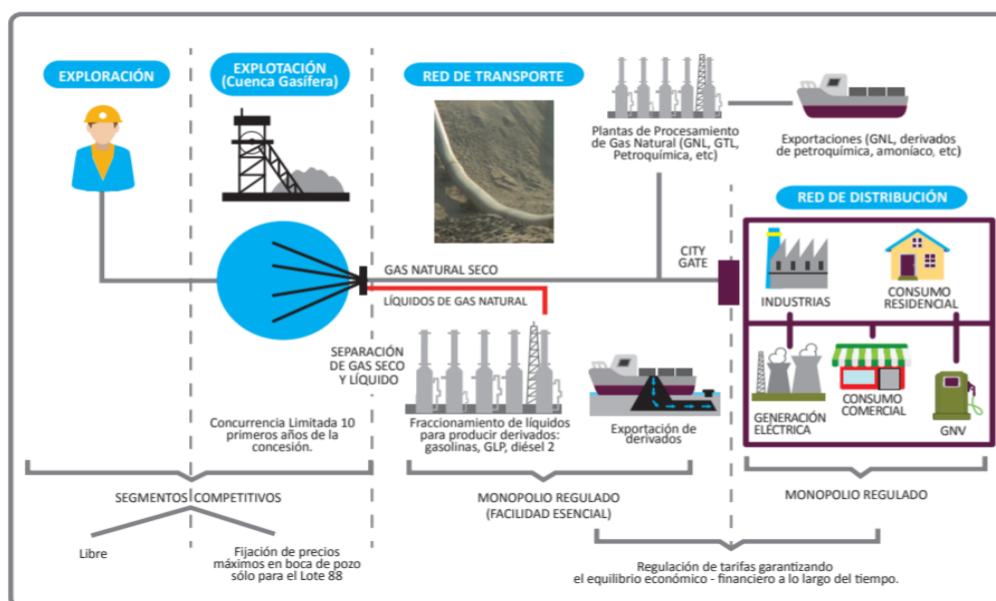 EXPLORACIÓN
EXPLOTACIÓN
(Cuenca Gasífera)
RED DE TRANSPORTE
Plantas de Procesamiento
de Gas Natural (GNL, GTL,
Petroquímica, etc)
Exportaciones (GNL, derivados
de petroquímica, amoníaco, etc)
RED DE DISTRIBUCIÓN
CITY
GATE
GAS NATURAL SECO
LÍQUIDOS DE GAS NATURAL
INDUSTRIAS
CONSUMO
RESIDENCIAL
SEPARACIÓN
DE GAS SECO
Y LÍQUIDO
GENERACIÓN
ELÉCTRICA
CONSUMO
COMERCIAL
GNV
Concurrencia Limitada 10
primeros años de la
concesión.
Fraccionamiento de líquidos
para producir derivados:
gasolinas, GLP, diésel 2
Exportación de
derivados
SEGMENTOS COMPETITIVOS
MONOPOLIO REGULADO
(FACILIDAD ESENCIAL)
MONOPOLIO REGULADO
Libre
Fijación de precios
máximos en boca de pozo
sólo para el Lote 88
Regulación de tarifas garantizando
el equilibrio económico - financiero a lo largo del tiempo.